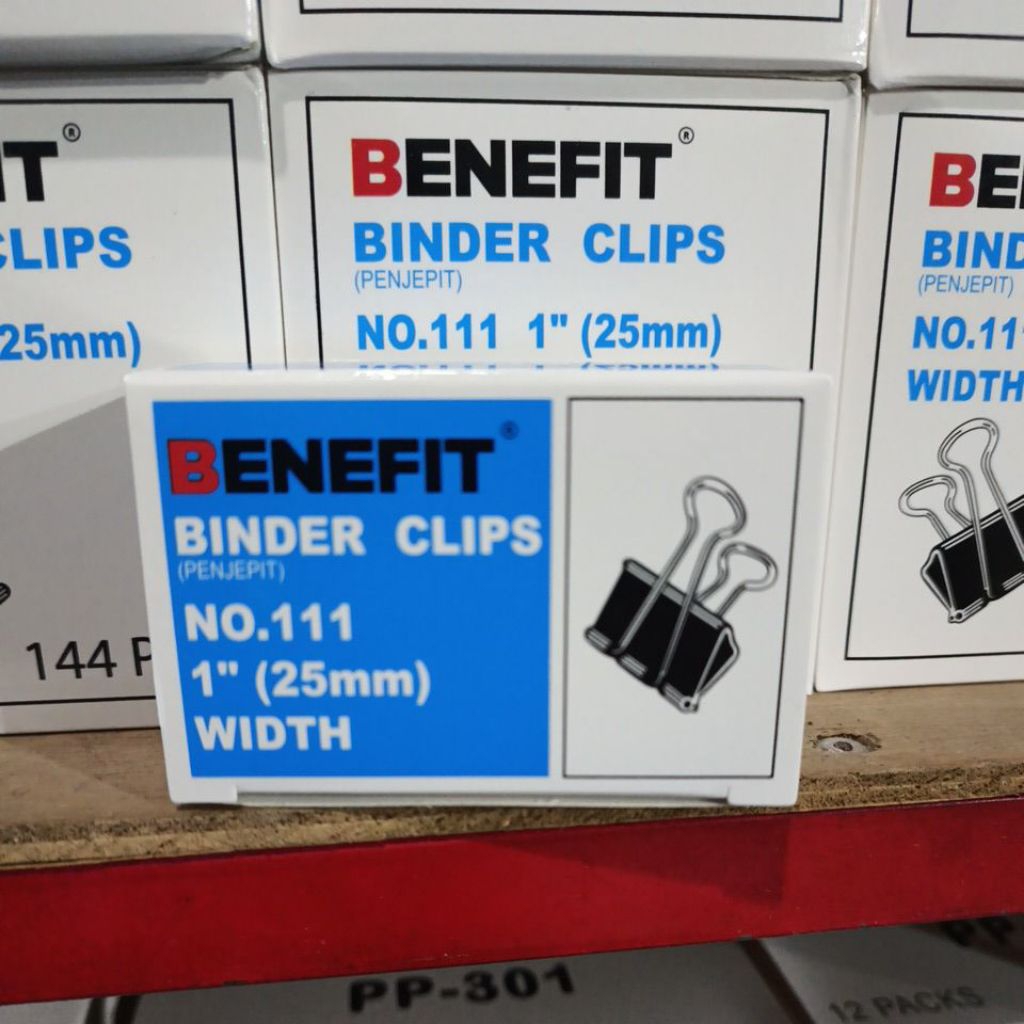 IT®
CLIPS
25mm)
144 P
BENEFIT®
BINDER CLIPS
(PENJEPIT)
NO.111 1" (25mm)
BE
BIND
(PENJEPIT)
NO.11
WIDTH
BENEFIT®
BINDER CLIPS
(PENJEPIT)
NO.111
1" (25mm)
WIDTH
PP-301
12 PACKS
PP